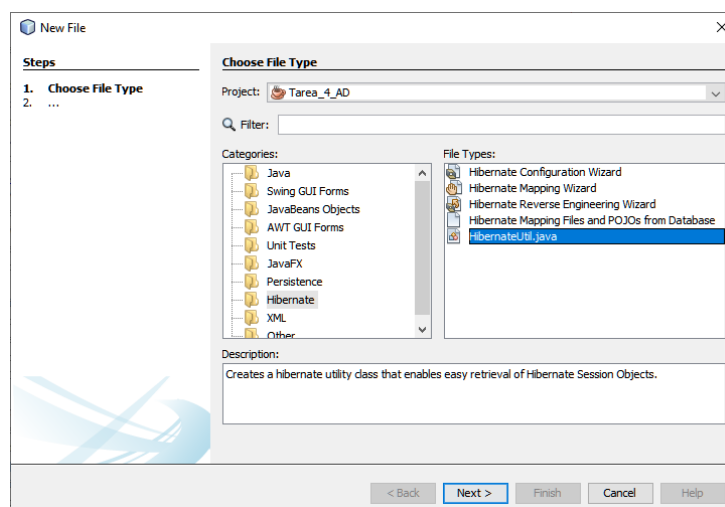 New File
Steps
1. Choose File Type
2. ...
Choose File Type
Project: Tarea_4_AD
Filter:
Categories:
Java
Swing GUI Forms
JavaBeans Objects
AWT GUI Forms
Unit Tests
JavaFX
Persistence
Hibernate
XML
Other
File Types:
Hibernate Configuration Wizard
Hibernate Mapping Wizard
Hibernate Reverse Engineering Wizard
Hibernate Mapping Files and POJOs from Database
HibernateUtil.java
Description:
Creates a hibernate utility class that enables easy retrieval of Hibernate Session Objects.
< Back Next > Finish Cancel Help